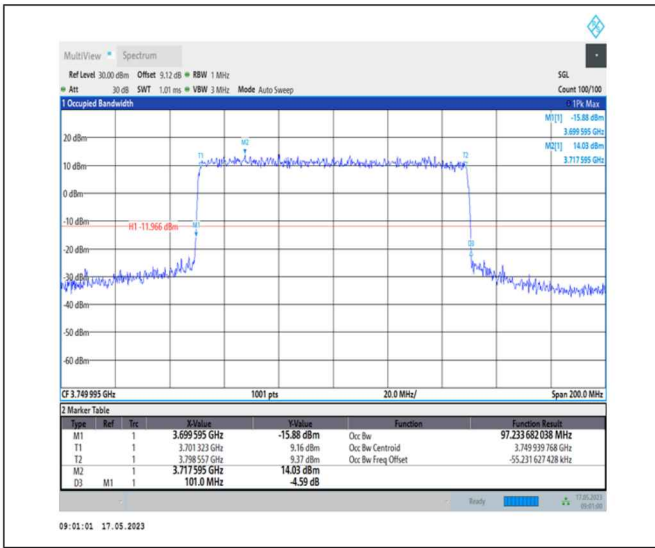 MultiView Spectrum
Ref Level 30.00 dBm Offset 9.12 dB RBW 1 MHz SGL
Att 30 dB SWT 1.01 ms VBW 3 MHz Mode Auto Sweep Count 100/100
1 Occupied Bandwidth 1Pk Max
M1[1] -15.88 dBm
3.699 595 GHz
M2[1] 14.03 dBm
3.717 595 GHz
20 dBm
M2
T1
T2
10 dBm
0 dBm
-10 dBm
H1 -11.966 dBm
M1
-20 dBm
D3
-30 dBm
-40 dBm
-50 dBm
-60 dBm
CF 3.749 995 GHz 1001 pts 20.0 MHz/ Span 200.0 MHz
2 Marker Table
Type Ref Trc X-Value Y-Value Function Function Result
M1 1 3.699 595 GHz -15.88 dBm Occ Bw 97.233 682 038 MHz
T1 1 3.701 323 GHz 9.16 dBm Occ Bw Centroid 3.749 939 768 GHz
T2 1 3.798 557 GHz 9.37 dBm Occ Bw Freq Offset -55.231 627 428 kHz
M2 1 3.717 595 GHz 14.03 dBm
D3 M1 1 101.0 MHz -4.59 dB
Ready 17.05.2023
09:01:00
09:01:01 17.05.2023